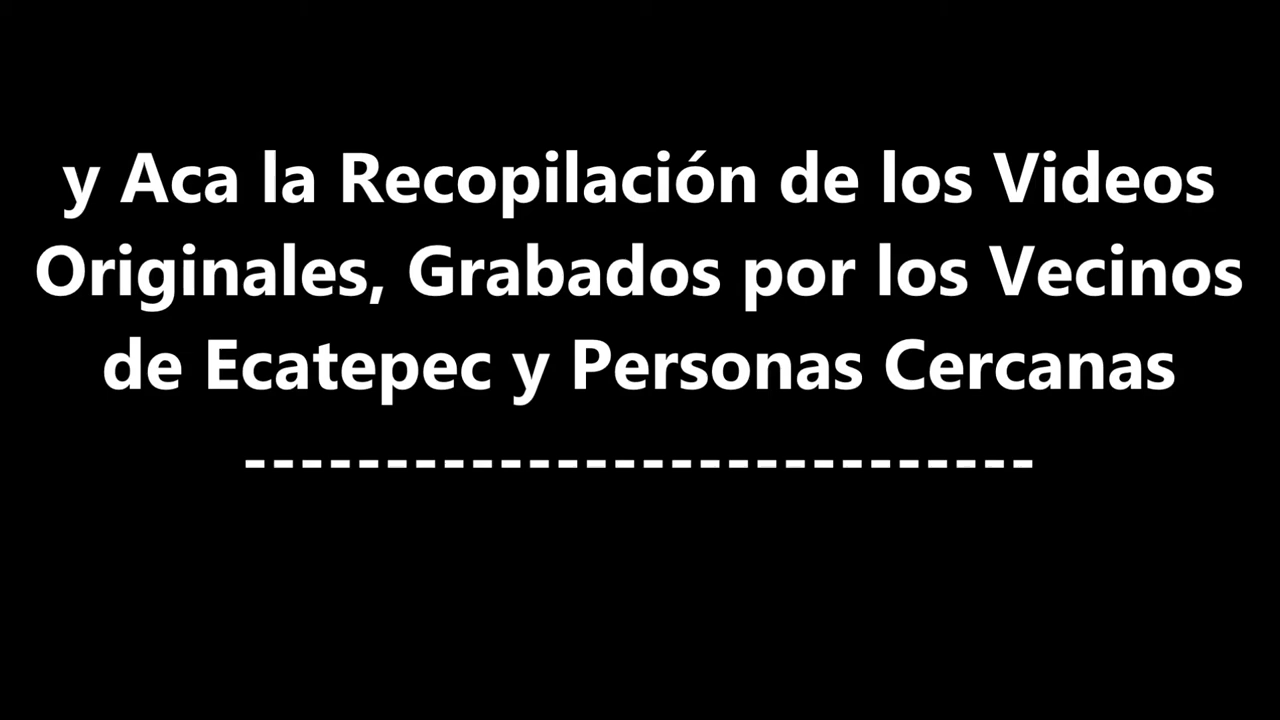 y Aca la Recopilación de los Videos
Originales, Grabados por los Vecinos
de Ecatepec y Personas Cercanas
----------------------------